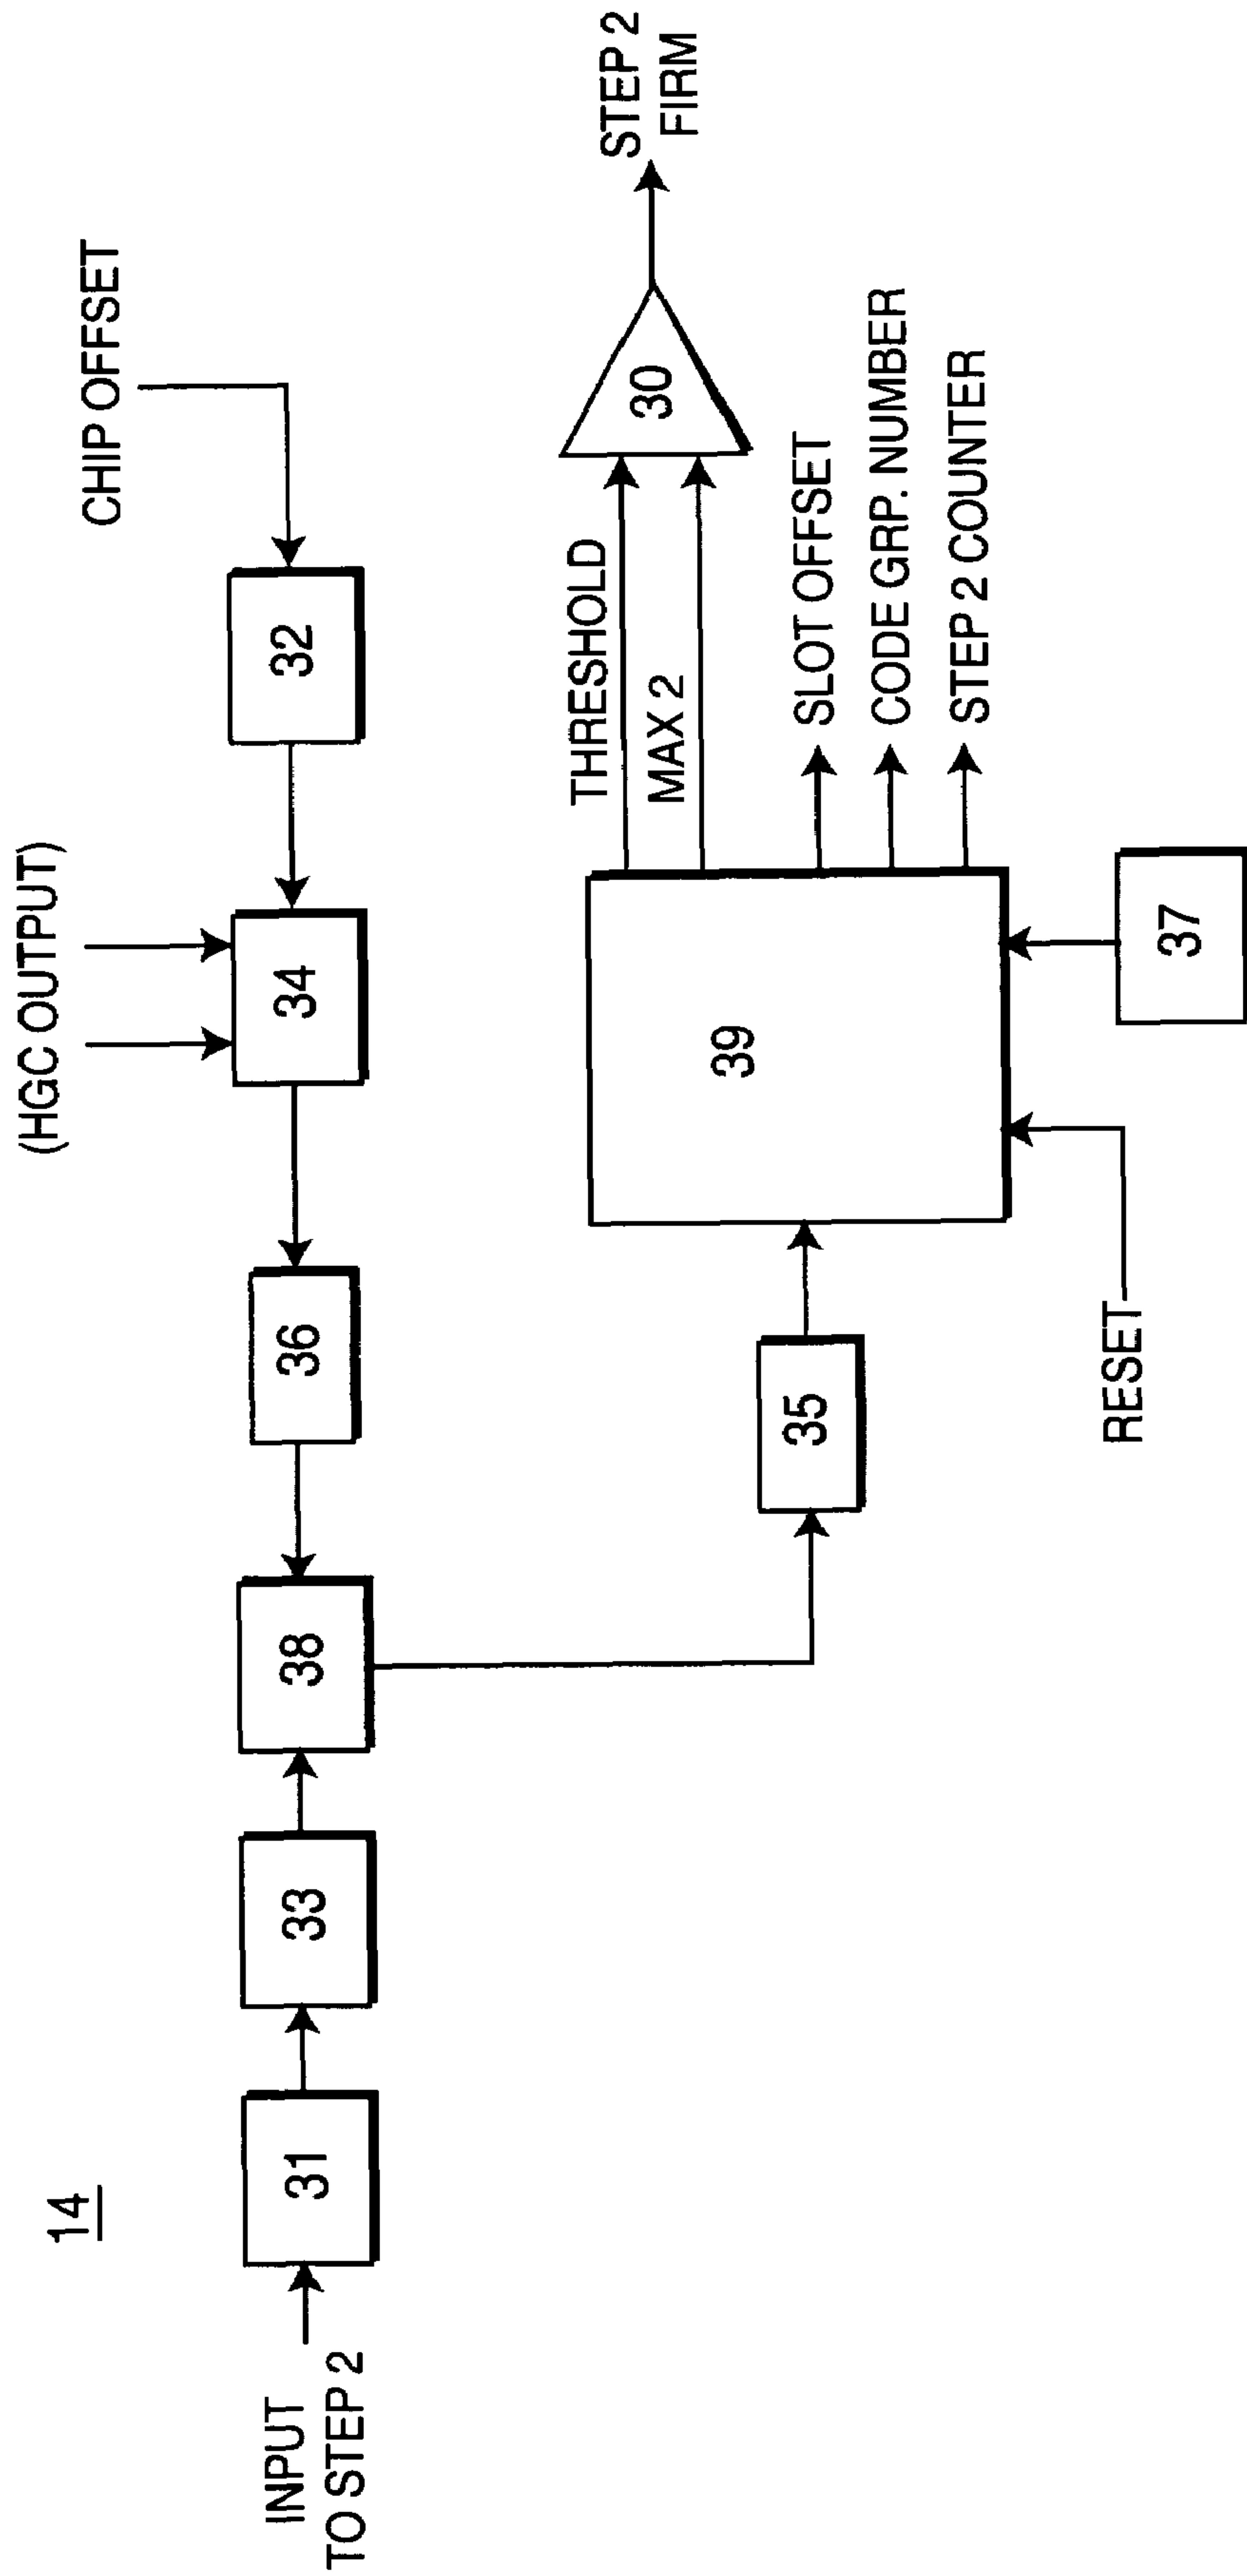 14
(HGC OUTPUT)
CHIP OFFSET
INPUT
TO STEP 2
31
33
38
36
34
32
35
39
THRESHOLD
MAX 2
30
STEP 2
FIRM
SLOT OFFSET
CODE GRP. NUMBER
STEP 2 COUNTER
RESET
37